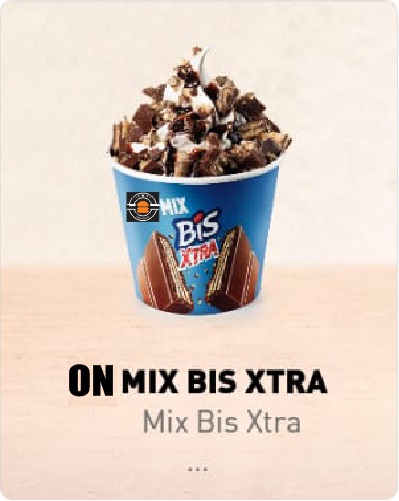 MIX
BIS
XTRA
ON MIX BIS XTRA
Mix Bis Xtra
...